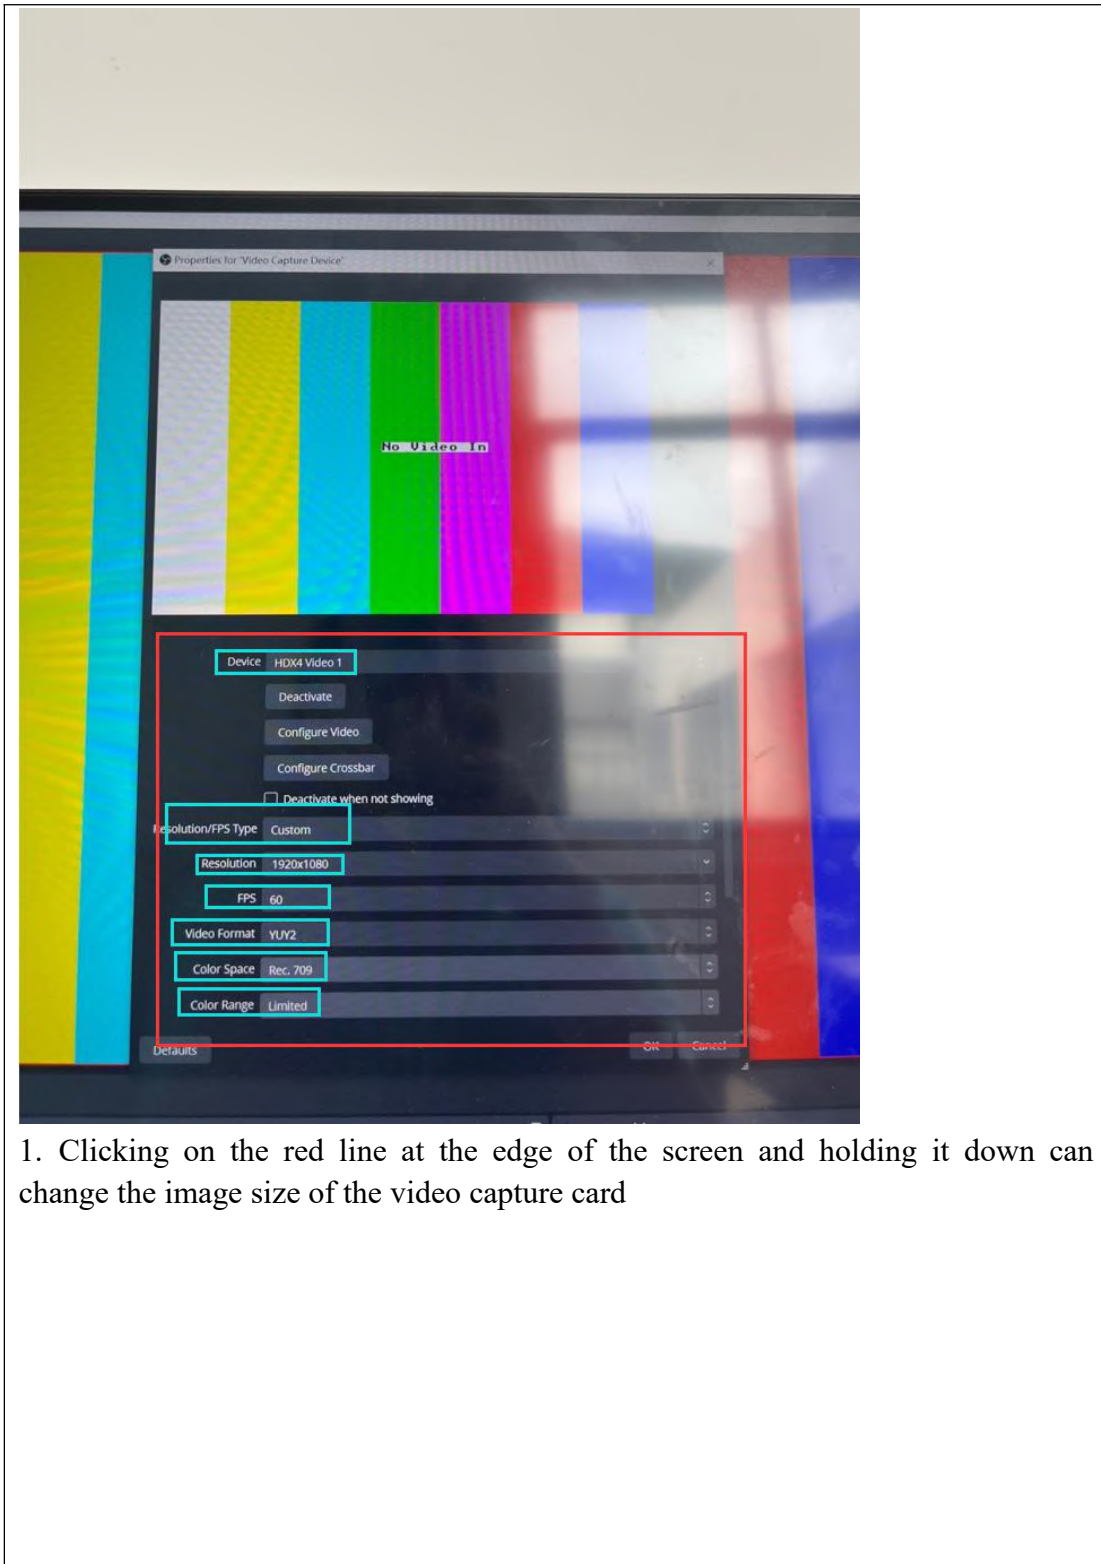 Properties for 'Video Capture Device'
No Video In
Device HDX4 Video 1
Deactivate
Configure Video
Configure Crossbar
Deactivate when not showing
Resolution/FPS Type Custom
Resolution 1920x1080
FPS 60
Video Format YUY2
Color Space Rec. 709
Color Range Limited
Defaults OK Cancel
1. Clicking on the red line at the edge of the screen and holding it down can
change the image size of the video capture card